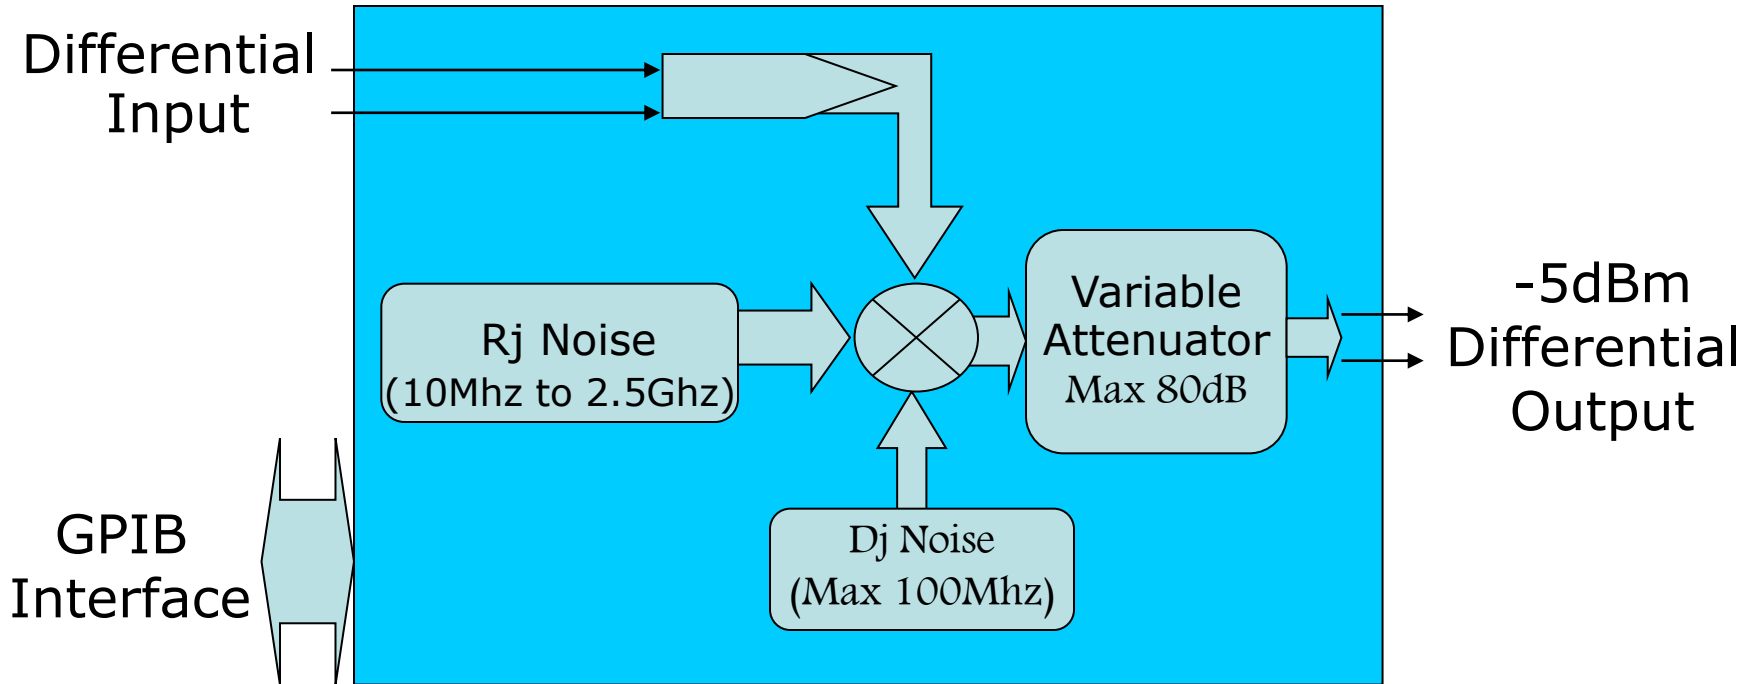 Differential
Input
Rj Noise
(10Mhz to 2.5Ghz)
Variable
Attenuator
Max 80dB
-5dBm
Differential
Output
GPIB
Interface
Dj Noise
(Max 100Mhz)